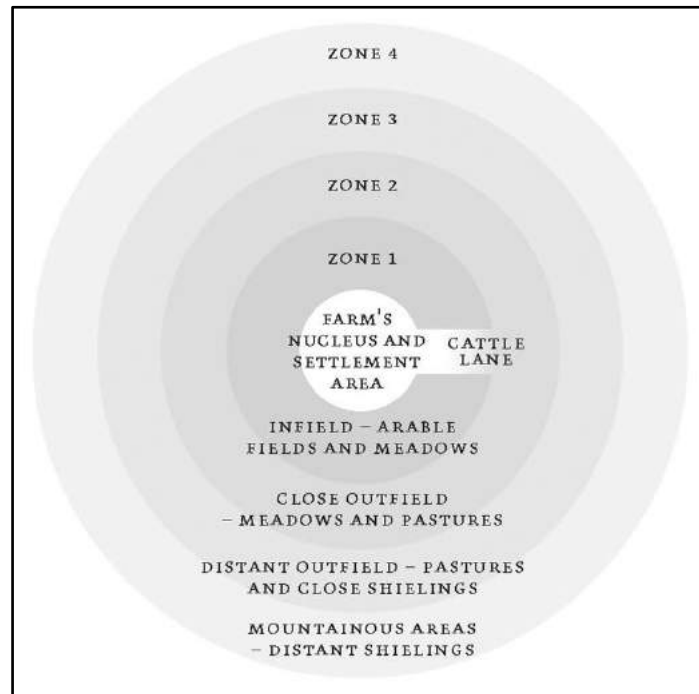 ZONE 4
ZONE 3
ZONE 2
ZONE 1
FARM'S
NUCLEUS AND
SETTLEMENT
AREA
CATTLE
LANE
INFIELD – ARABLE
FIELDS AND MEADOWS
CLOSE OUTFIELD
– MEADOWS AND PASTURES
DISTANT OUTFIELD – PASTURES
AND CLOSE SHIELINGS
MOUNTAINOUS AREAS
– DISTANT SHIELINGS